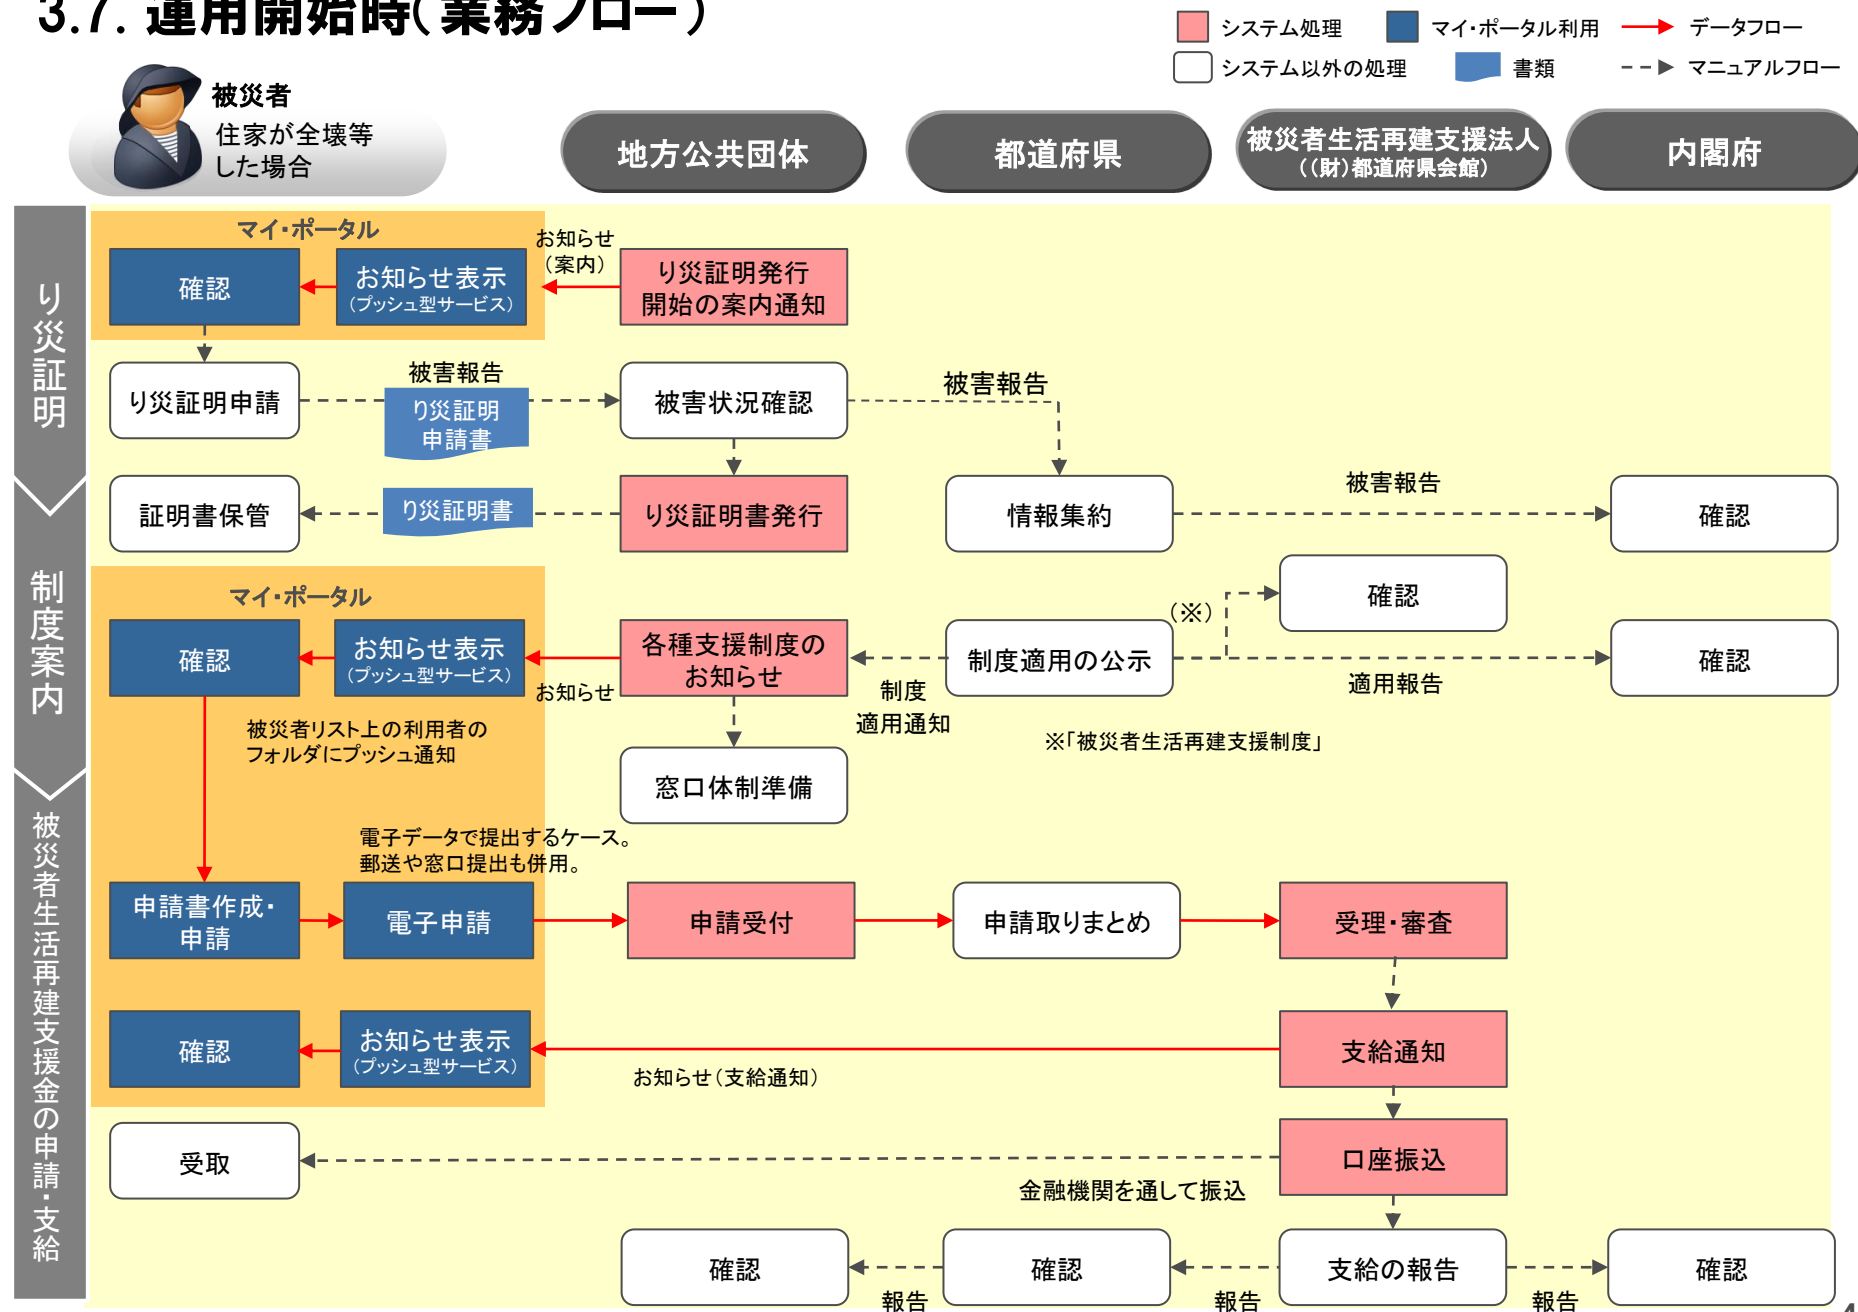 3.7. 運用開始時(業務フロー)
システム処理
マイ・ポータル利用
データフロー
システム以外の処理
書類
マニュアルフロー
被災者
住家が全壊等
した場合
地方公共団体
都道府県
被災者生活再建支援法人
((財)都道府県会館)
内閣府
り災証明
マイ・ポータル
確認
お知らせ表示
(プッシュ型サービス)
お知らせ
(案内)
り災証明発行
開始の案内通知
り災証明申請
被害報告
り災証明
申請書
被害状況確認
被害報告
証明書保管
り災証明書
り災証明書発行
情報集約
被害報告
確認
制度案内
マイ・ポータル
確認
お知らせ表示
(プッシュ型サービス)
お知らせ
各種支援制度の
お知らせ
制度
適用通知
制度適用の公示
(※)
確認
適用報告
確認
被災者リスト上の利用者の
フォルダにプッシュ通知
※「被災者生活再建支援制度」
窓口体制準備
被災者生活再建支援金の申請・支給
電子データで提出するケース。
郵送や窓口提出も併用。
申請書作成・
申請
電子申請
申請受付
申請取りまとめ
受理・審査
確認
お知らせ表示
(プッシュ型サービス)
お知らせ(支給通知)
支給通知
受取
口座振込
金融機関を通して振込
確認
報告
確認
報告
支給の報告
報告
確認